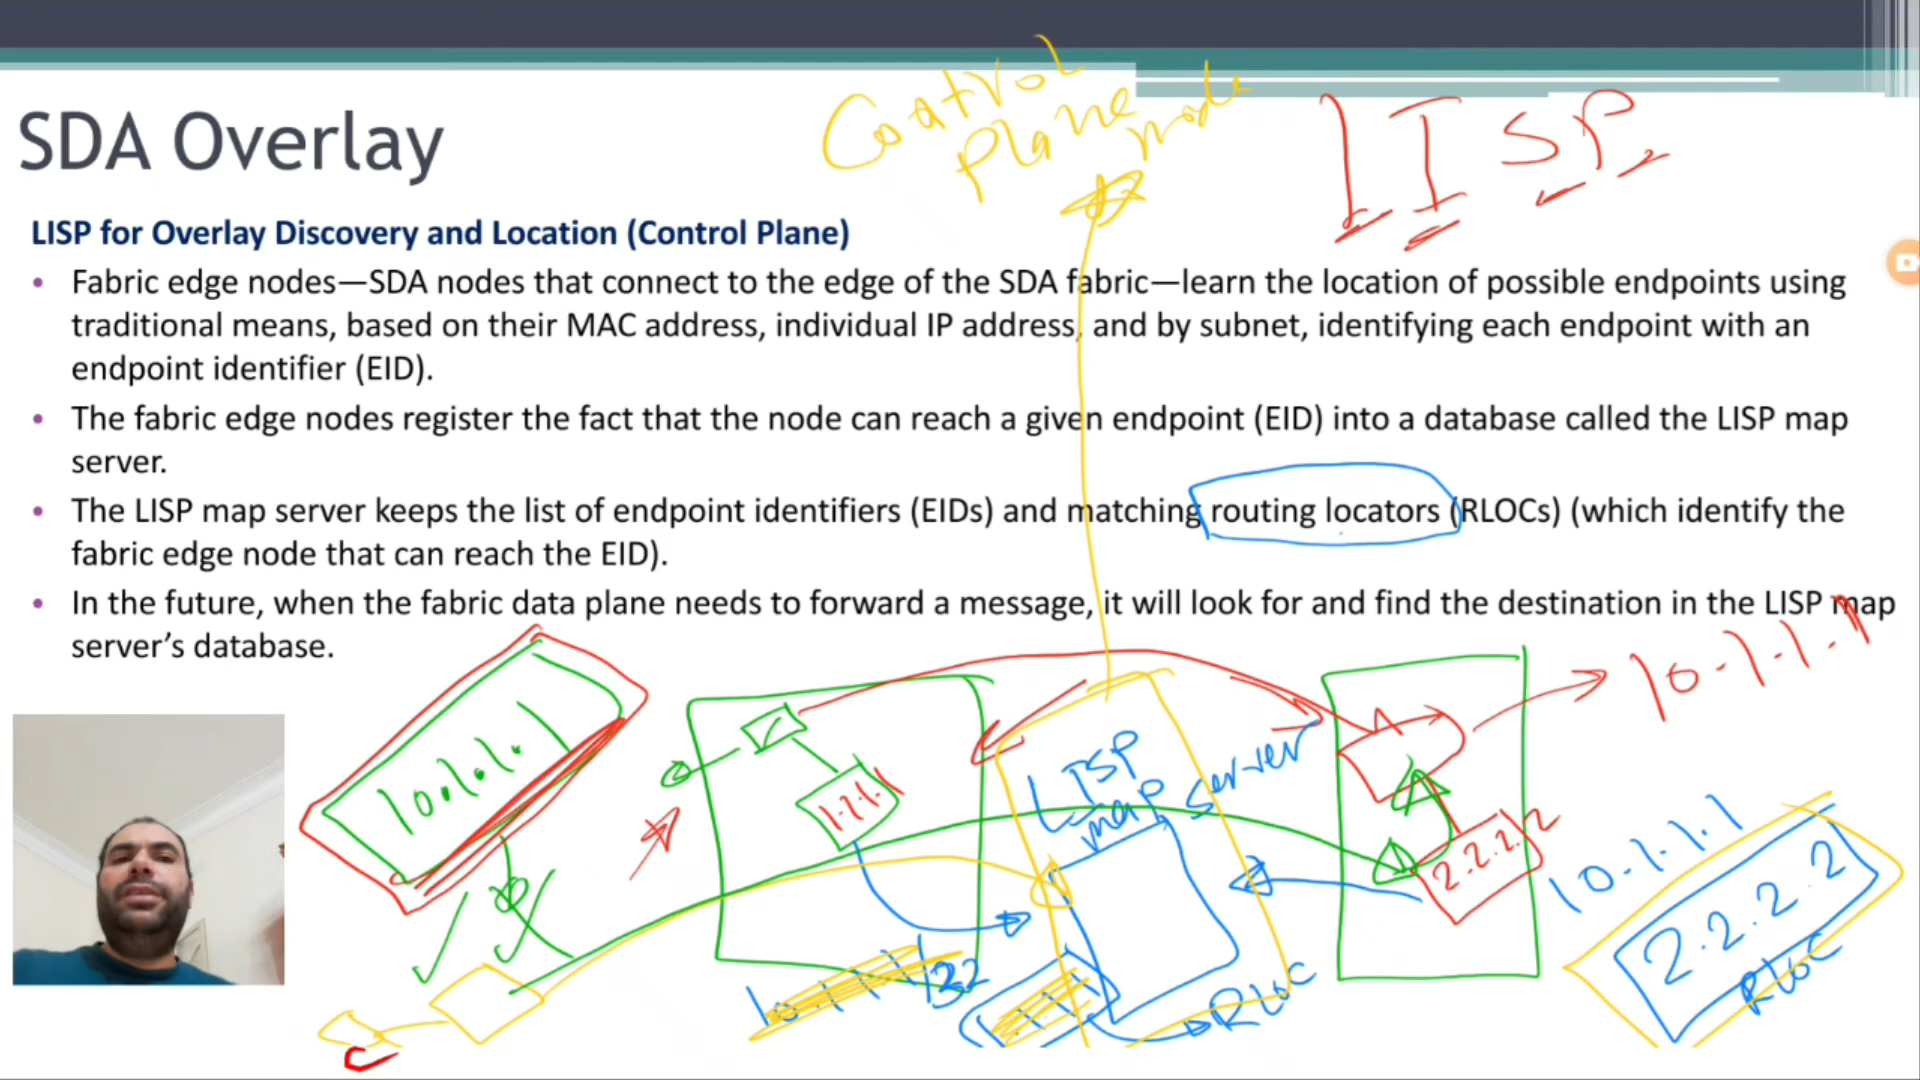 Control
plane
node
LISP
SDA Overlay
LISP for Overlay Discovery and Location (Control Plane)
• Fabric edge nodes—SDA nodes that connect to the edge of the SDA fabric—learn the location of possible endpoints using
traditional means, based on their MAC address, individual IP address, and by subnet, identifying each endpoint with an
endpoint identifier (EID).
• The fabric edge nodes register the fact that the node can reach a given endpoint (EID) into a database called the LISP map
server.
• The LISP map server keeps the list of endpoint identifiers (EIDs) and matching routing locators (RLOCs) (which identify the
fabric edge node that can reach the EID).
• In the future, when the fabric data plane needs to forward a message, it will look for and find the destination in the LISP map
server’s database.
10.1.1.1
1.1.1.1
LISP
map server
2.2.2.2
10.1.1.1
2.2.2.2
RLOC
/32
RLOC